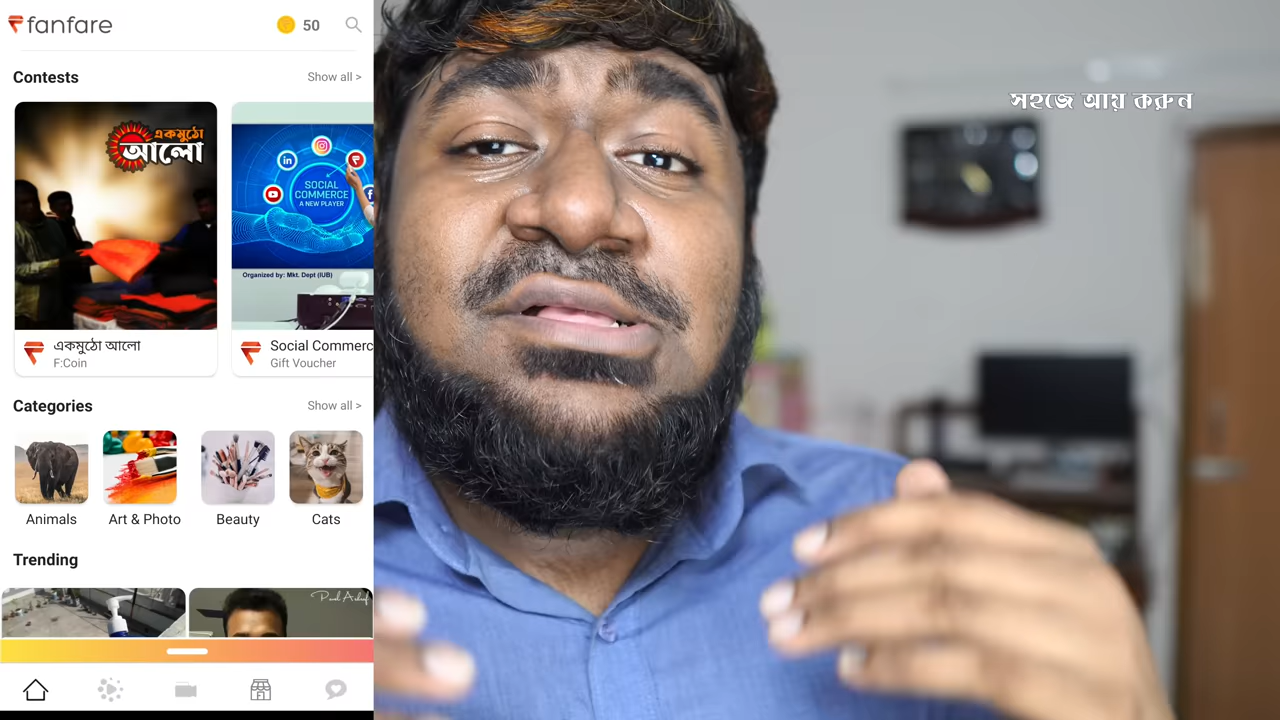 fanfare
50
Contests
Show all >
একমুঠো
আলো
SOCIAL
COMMERCE
A NEW PLAYER
Organized by: Mkt. Dept (IUB)
একমুঠো আলো
F:Coin
Social Commerc
Gift Voucher
Categories
Show all >
Animals
Art & Photo
Beauty
Cats
Trending
সহজে আয় করুন